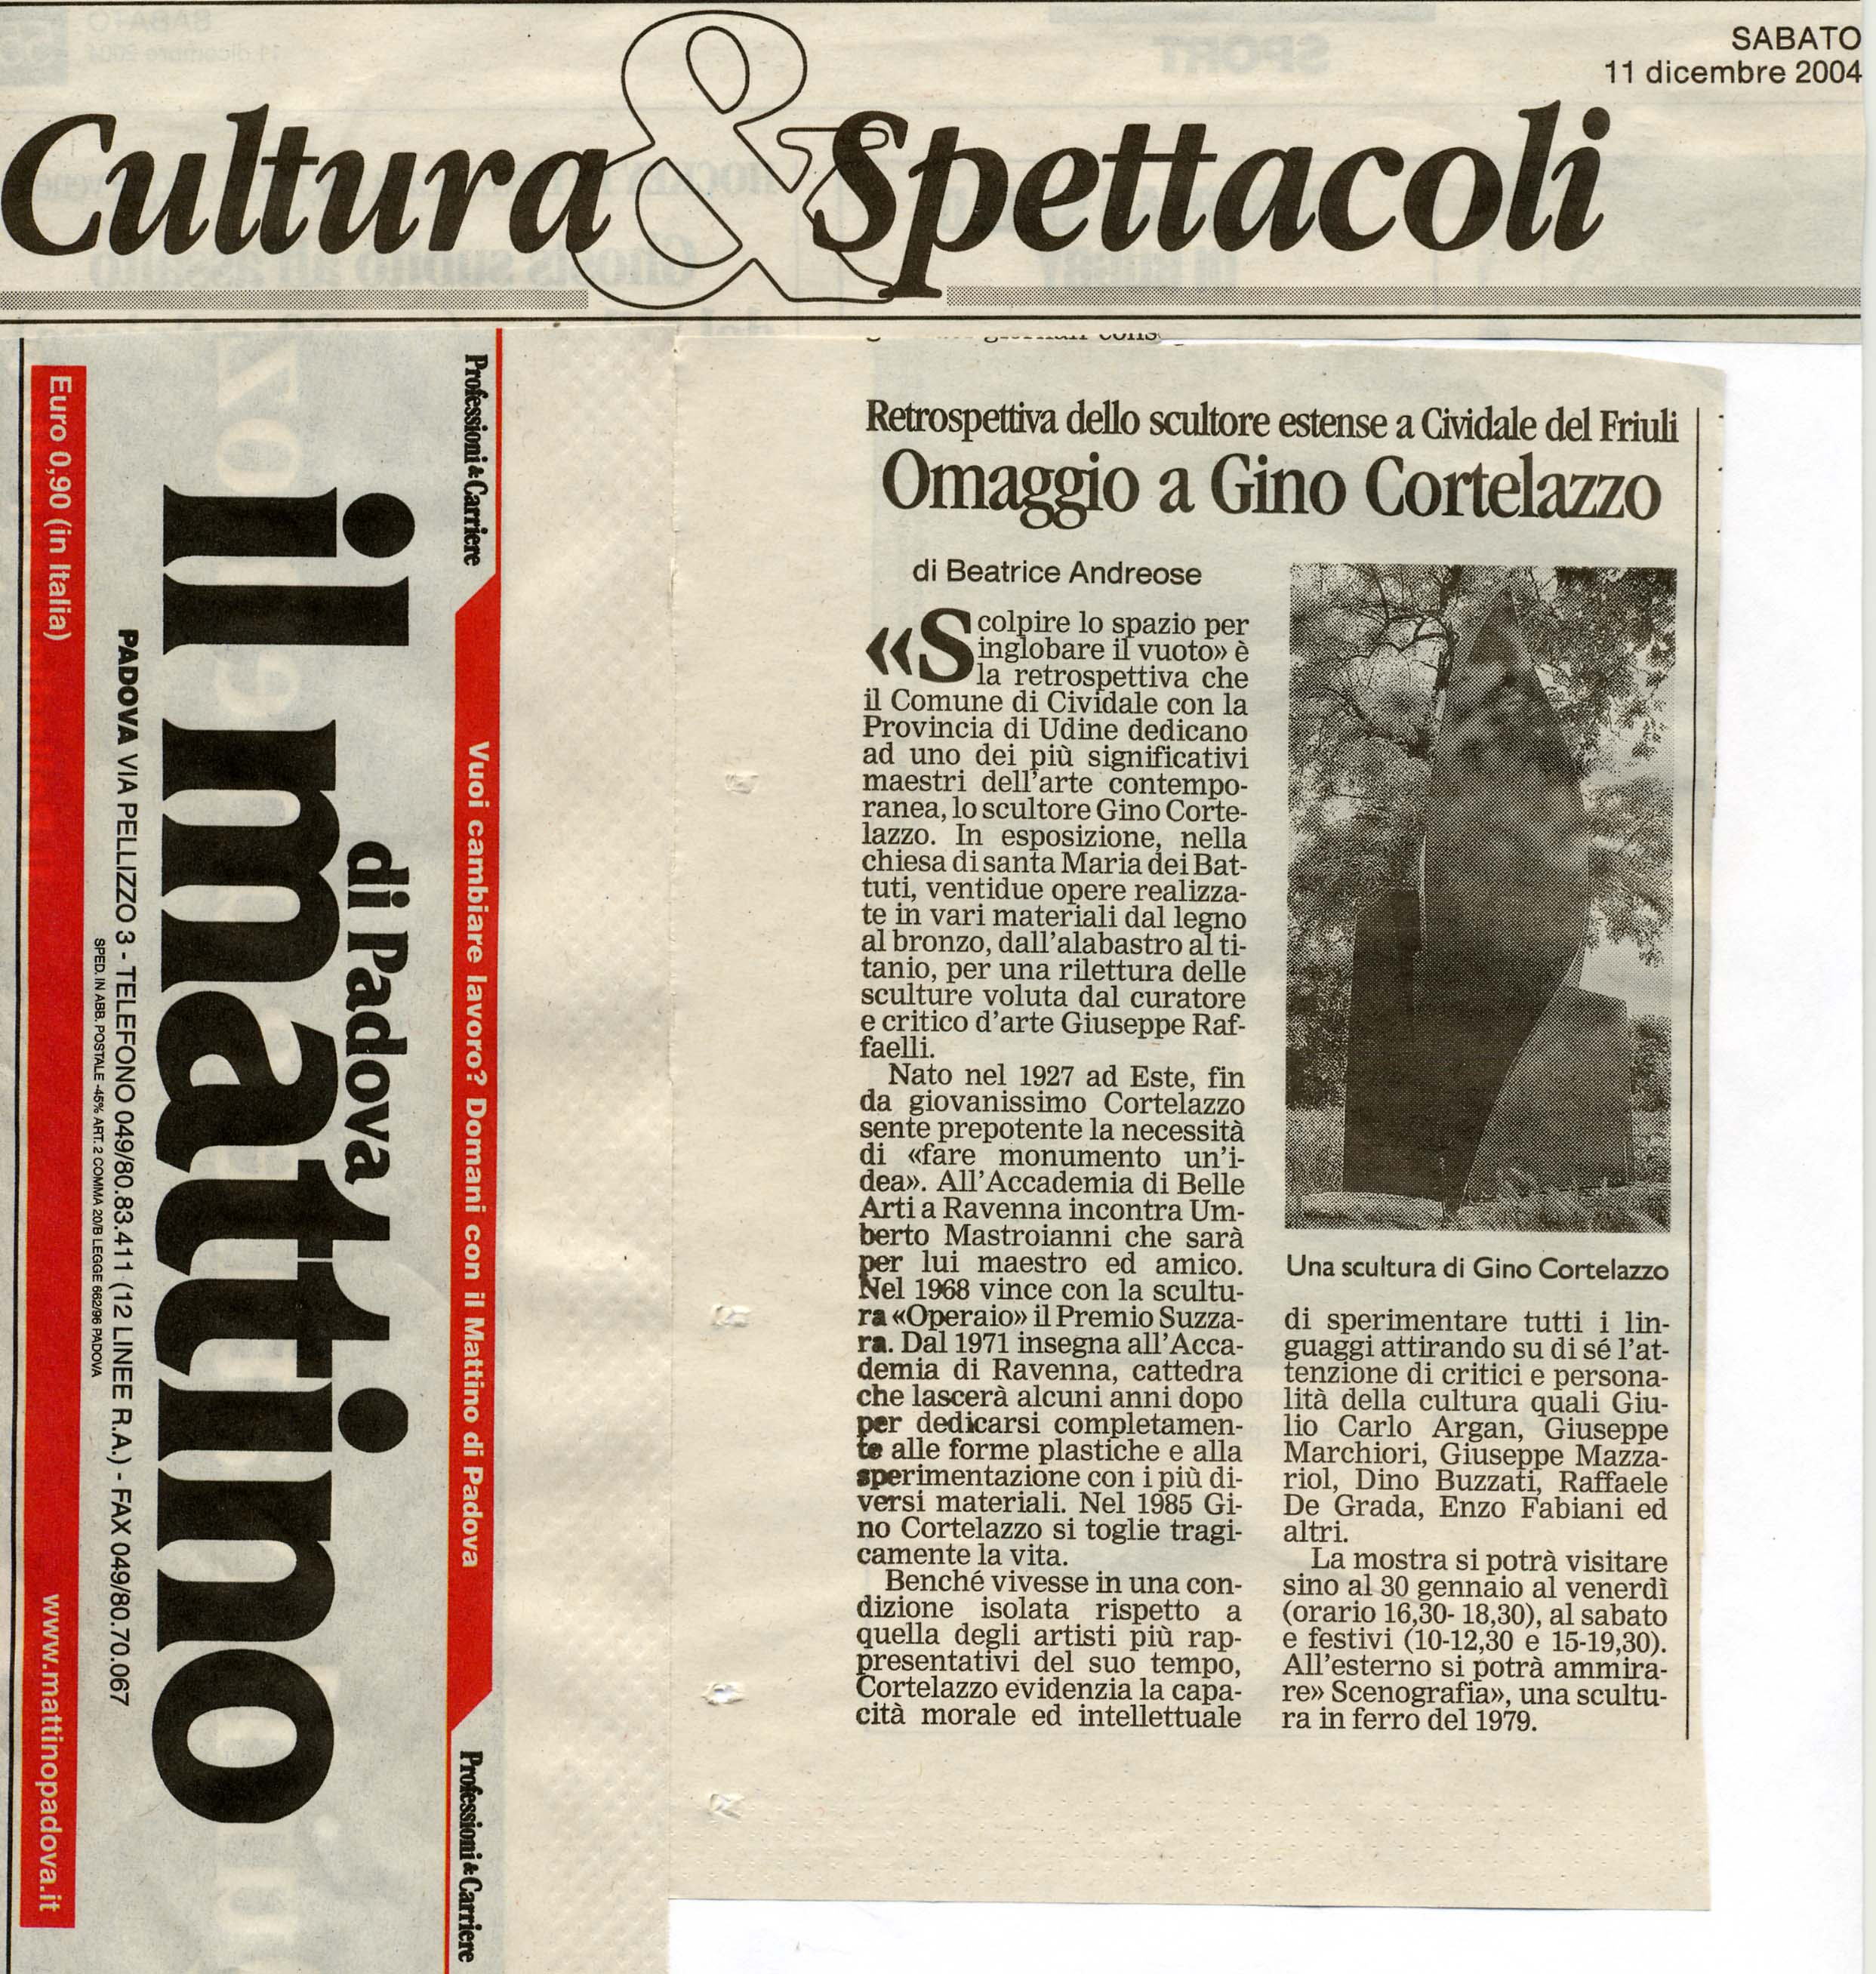 SABATO
11 dicembre 2004
Cultura & Spettacoli
Euro 0,90 (in Italia)
www.mattinopadova.it
SPED. IN ABB. POSTALE -45% ART. 2 COMMA 20/B LEGGE 662/96 PADOVA
PADOVA VIA PELLIZZO 3 - TELEFONO 049/80.83.411 (12 LINEE R.A.) - FAX 049/80.70.067
il mattino
di Padova
Professioni & Carriere
Vuoi cambiare lavoro? Domani con il Mattino di Padova
Professioni & Carriere
Retrospettiva dello scultore estense a Cividale del Friuli
Omaggio a Gino Cortelazzo
di Beatrice Andreose
«Scolpire lo spazio per
inglobare il vuoto» è
la retrospettiva che
il Comune di Cividale con la
Provincia di Udine dedicano
ad uno dei più significativi
maestri dell'arte contempo-
ranea, lo scultore Gino Corte-
lazzo. In esposizione, nella
chiesa di santa Maria dei Bat-
tuti, ventidue opere realizza-
te in vari materiali dal legno
al bronzo, dall'alabastro al ti-
tanio, per una rilettura delle
sculture voluta dal curatore
e critico d'arte Giuseppe Raf-
faelli.
Nato nel 1927 ad Este, fin
da giovanissimo Cortelazzo
sente prepotente la necessità
di «fare monumento un'i-
dea». All'Accademia di Belle
Arti a Ravenna incontra Um-
berto Mastroianni che sarà
per lui maestro ed amico.
Nel 1968 vince con la scultu-
ra «Operaio» il Premio Suzza-
ra. Dal 1971 insegna all'Acca-
demia di Ravenna, cattedra
che lascerà alcuni anni dopo
per dedicarsi completamen-
te alle forme plastiche e alla
sperimentazione con i più di-
versi materiali. Nel 1985 Gi-
no Cortelazzo si toglie tragi-
camente la vita.
Benché vivesse in una con-
dizione isolata rispetto a
quella degli artisti più rap-
presentativi del suo tempo,
Cortelazzo evidenzia la capa-
cità morale ed intellettuale
Una scultura di Gino Cortelazzo
di sperimentare tutti i lin-
guaggi attirando su di sé l'at-
tenzione di critici e persona-
lità della cultura quali Giu-
lio Carlo Argan, Giuseppe
Marchiori, Giuseppe Mazza-
riol, Dino Buzzati, Raffaele
De Grada, Enzo Fabiani ed
altri.
La mostra si potrà visitare
sino al 30 gennaio al venerdì
(orario 16,30- 18,30), al sabato
e festivi (10-12,30 e 15-19,30).
All'esterno si potrà ammira-
re» Scenografia», una scultu-
ra in ferro del 1979.